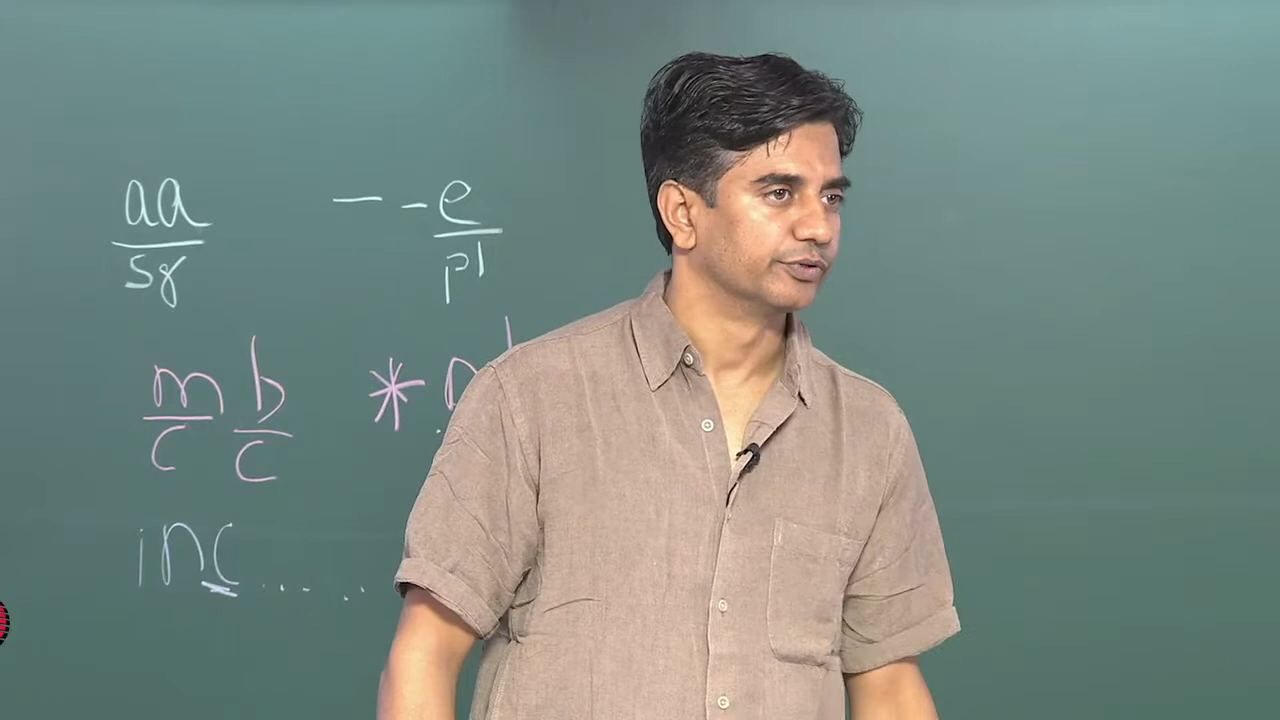 aa - - e
sg pl
m b * n
c c
inc .....